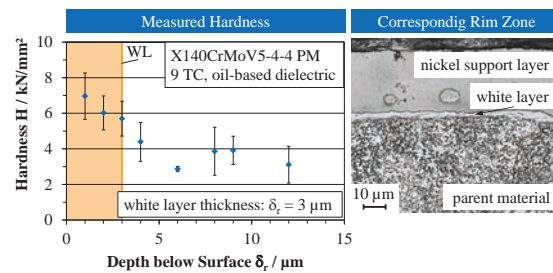 Measured Hardness
Correspondig Rim Zone
Hardness H / kN/mm²
10
8
6
4
2
0
WL
X140CrMoV5-4-4 PM
9 TC, oil-based dielectric
white layer thickness: δr = 3 µm
0
5
10
15
Depth below Surface δr / µm
nickel support layer
white layer
10 µm
parent material